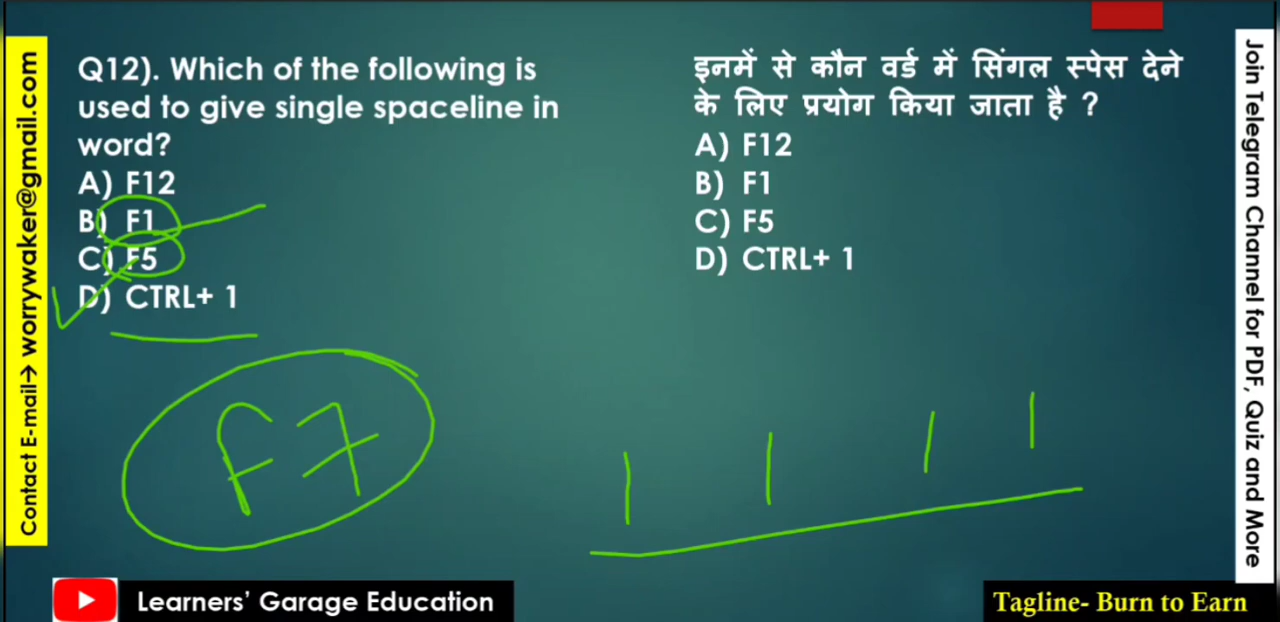 Contact E-mail→ worrywaker@gmail.com
Q12). Which of the following is
used to give single spaceline in
word?
A) F12
B) F1
C) F5
D) CTRL+ 1
F7
इनमें से कौन वर्ड में सिंगल स्पेस देने
के लिए प्रयोग किया जाता है ?
A) F12
B) F1
C) F5
D) CTRL+ 1
Join Telegram Channel for PDF, Quiz and More
Learners' Garage Education
Tagline- Burn to Earn